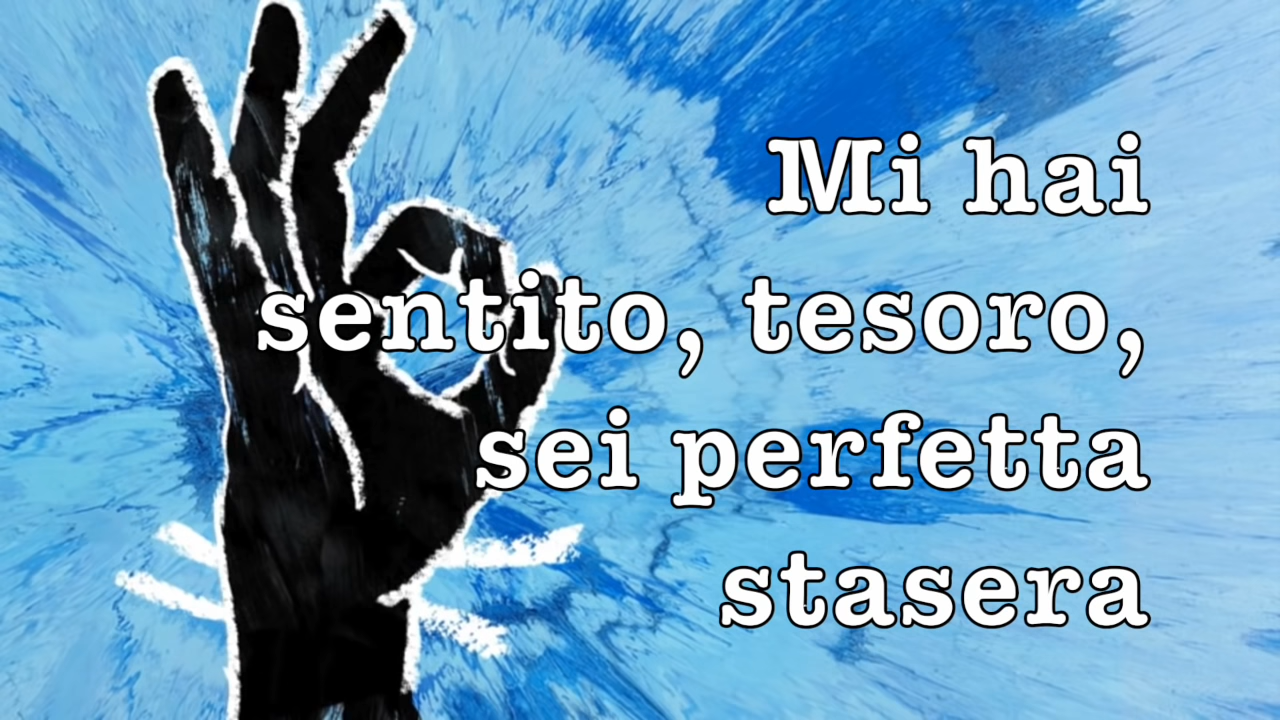 Mi hai
sentito, tesoro,
sei perfetta
stasera